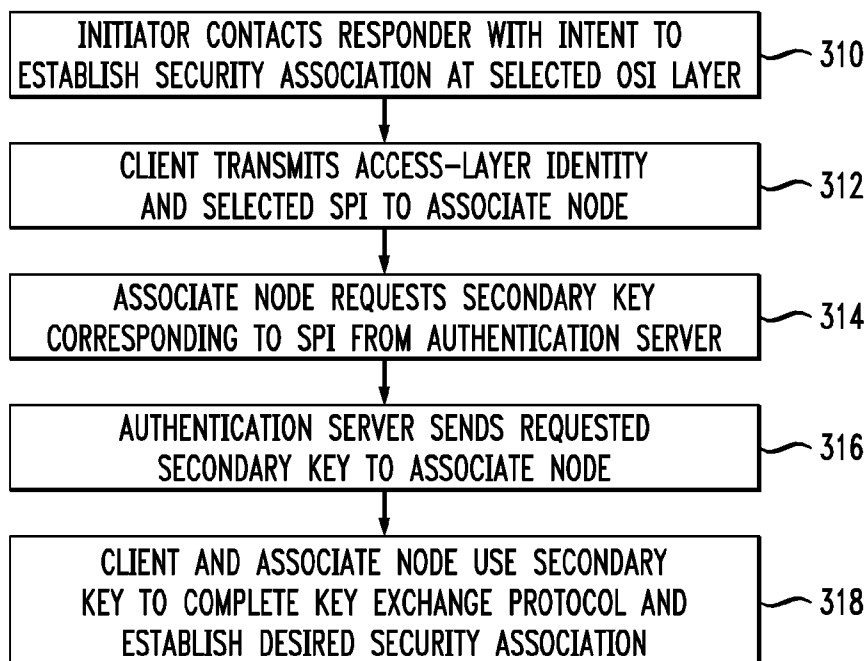 INITIATOR CONTACTS RESPONDER WITH INTENT TO
ESTABLISH SECURITY ASSOCIATION AT SELECTED OSI LAYER
310
CLIENT TRANSMITS ACCESS-LAYER IDENTITY
AND SELECTED SPI TO ASSOCIATE NODE
312
ASSOCIATE NODE REQUESTS SECONDARY KEY
CORRESPONDING TO SPI FROM AUTHENTICATION SERVER
314
AUTHENTICATION SERVER SENDS REQUESTED
SECONDARY KEY TO ASSOCIATE NODE
316
CLIENT AND ASSOCIATE NODE USE SECONDARY
KEY TO COMPLETE KEY EXCHANGE PROTOCOL AND
ESTABLISH DESIRED SECURITY ASSOCIATION
318